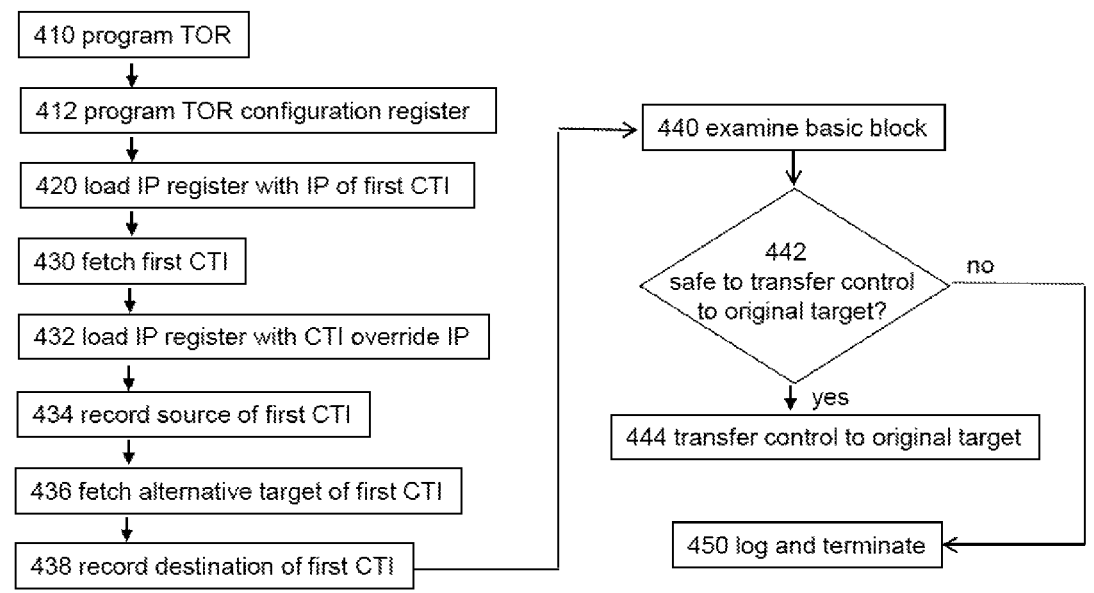 410 program TOR
412 program TOR configuration register
420 load IP register with IP of first CTI
430 fetch first CTI
432 load IP register with CTI override IP
434 record source of first CTI
436 fetch alternative target of first CTI
438 record destination of first CTI
440 examine basic block
442
safe to transfer control
to original target?
no
yes
444 transfer control to original target
450 log and terminate